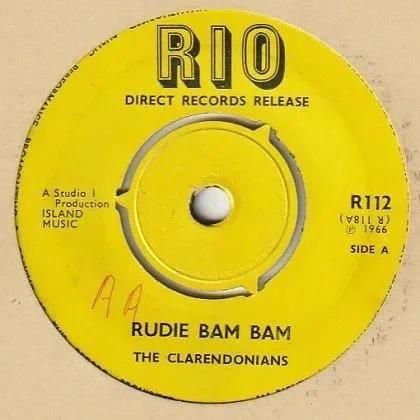 RIO
DIRECT RECORDS RELEASE
A Studio 1
Production
ISLAND
MUSIC
R112
(R 118A)
℗ 1966
SIDE A
AA
RUDIE BAM BAM
THE CLARENDONIANS